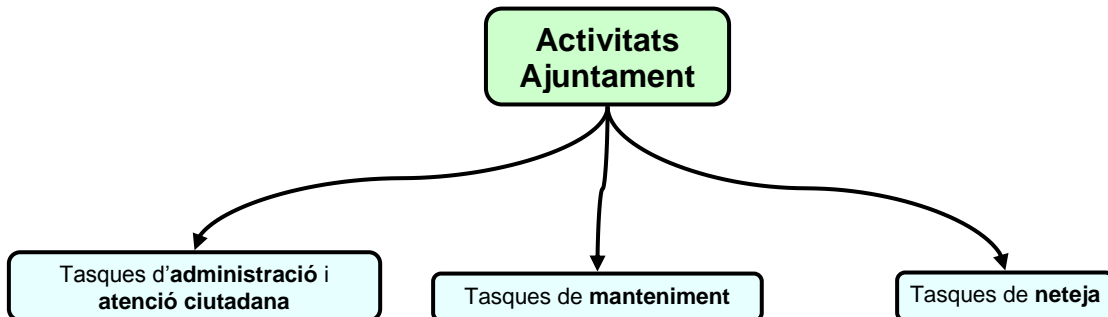 Activitats
Ajuntament
Tasques d’administració i
atenció ciutadana
Tasques de manteniment
Tasques de neteja